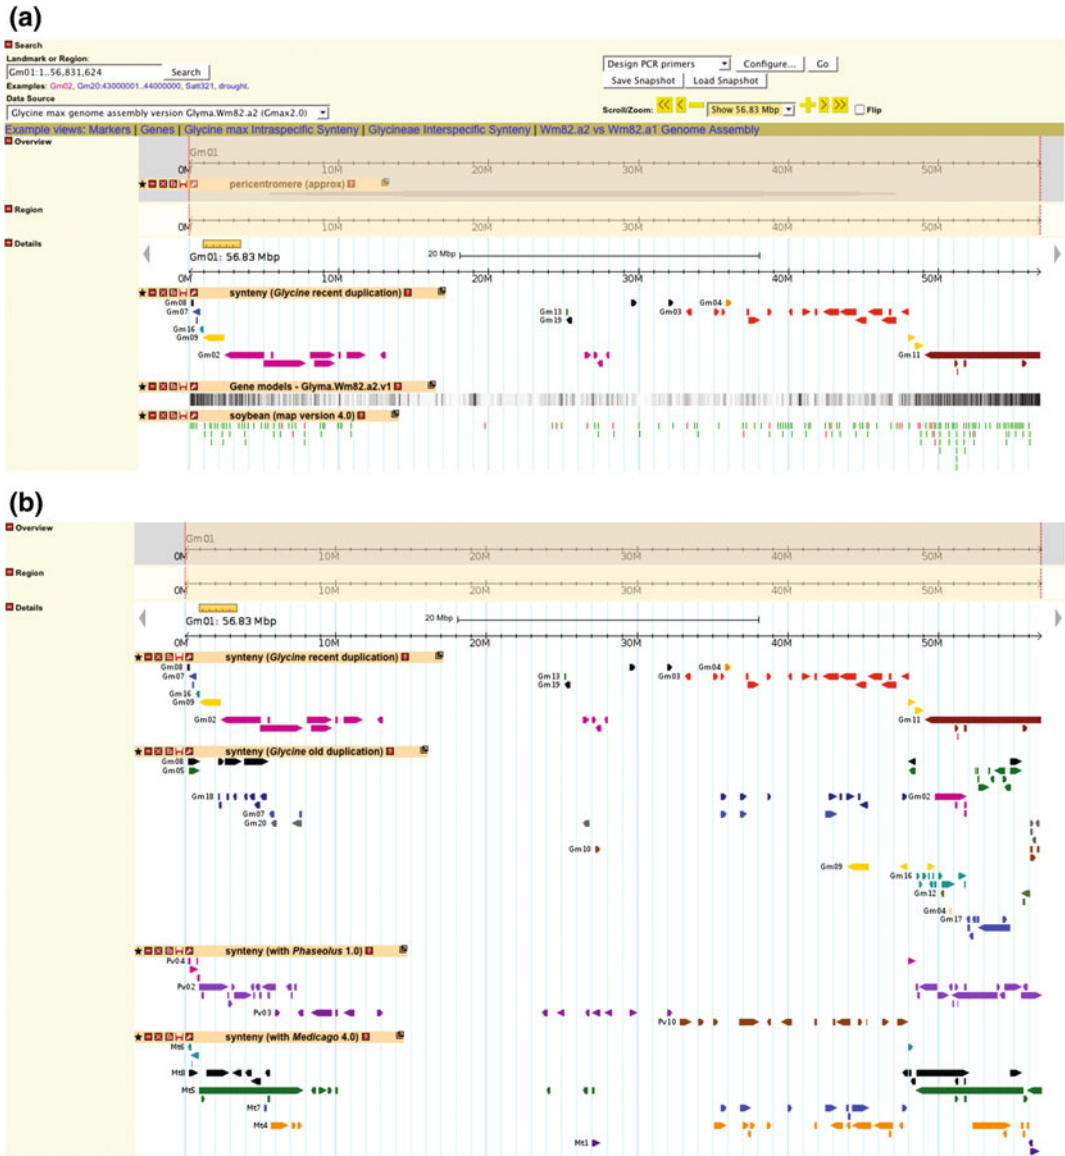 (a)
Search
Landmark or Region:
Gm01:1..56,831,624 Search
Examples: Gm02, Gm20:43000001..44000000, Satt321, drought.
Data Source
Glycine max genome assembly version Glyma.Wm82.a2 (Gmax2.0)
Design PCR primers Configure... Go
Save Snapshot Load Snapshot
Scroll/Zoom: << < Show 56.83 Mbp > >> Flip
Example views: Markers | Genes | Glycine max Intraspecific Synteny | Glycineae Interspecific Synteny | Wm82.a2 vs Wm82.a1 Genome Assembly
Overview
Gm01
0M 10M 20M 30M 40M 50M
pericentromere (approx) ?
Region
0M 10M 20M 30M 40M 50M
Details
Gm01: 56.83 Mbp 20 Mbp
0M 10M 20M 30M 40M 50M
synteny (Glycine recent duplication) ?
Gm08 Gm04
Gm07 Gm13 Gm03
Gm19
Gm16
Gm09
Gm02 Gm11
Gene models - Glyma.Wm82.a2.v1 ?
soybean (map version 4.0) ?
(b)
Overview
Gm01
0M 10M 20M 30M 40M 50M
Region
0M 10M 20M 30M 40M 50M
Details
Gm01: 56.83 Mbp 20 Mbp
0M 10M 20M 30M 40M 50M
synteny (Glycine recent duplication) ?
Gm08 Gm04
Gm07 Gm13 Gm03
Gm19
Gm16
Gm09
Gm02 Gm11
synteny (Glycine old duplication) ?
Gm08
Gm05
Gm18 Gm02
Gm07
Gm20
Gm10
Gm09
Gm16
Gm12
Gm04
Gm17
synteny (with Phaseolus 1.0) ?
Pv04
Pv02
Pv03
Pv10
synteny (with Medicago 4.0) ?
Mt6
Mt8
Mt5
Mt7
Mt4
Mt1